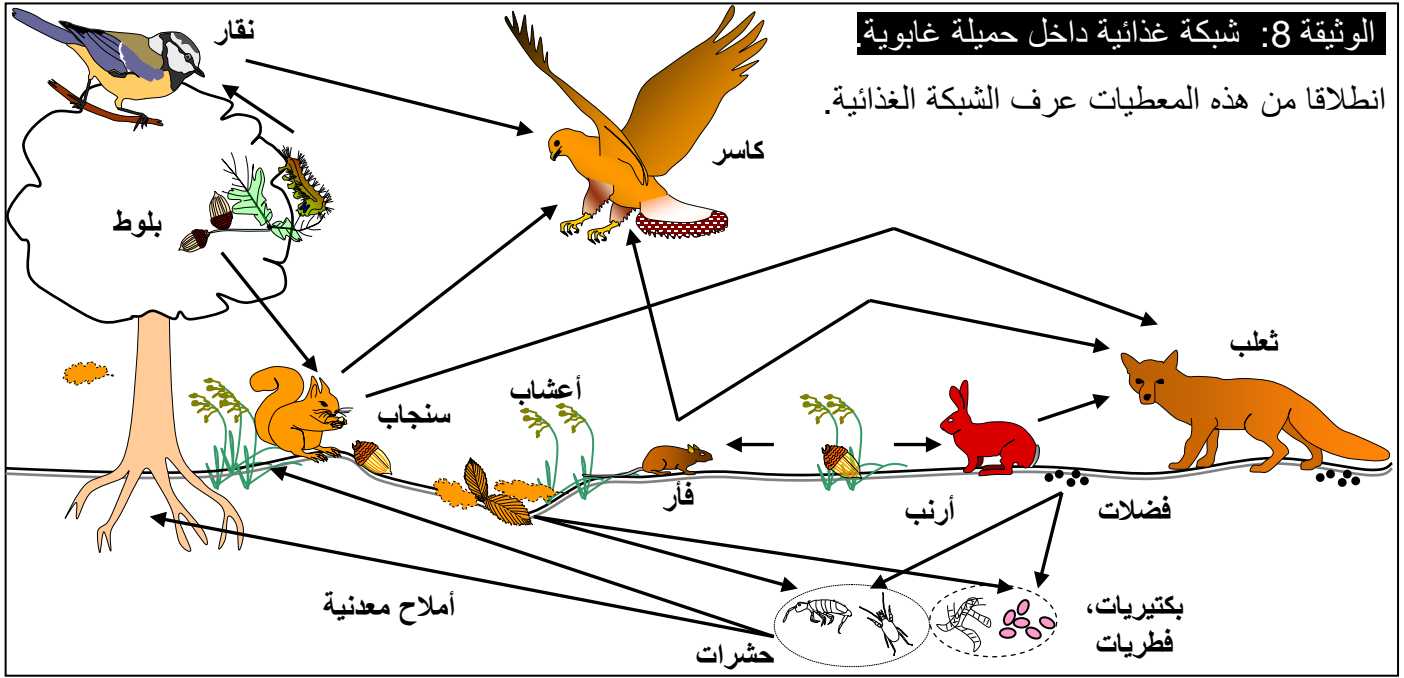 الوثيقة 8: شبكة غذائية داخل حميلة غابوية.
انطلاقا من هذه المعطيات عرف الشبكة الغذائية.
نقار
كاسر
بلوط
ثعلب
أعشاب
سنجاب
فأر
أرنب
فضلات
أملاح معدنية
بكتيريات،
فطريات
حشرات